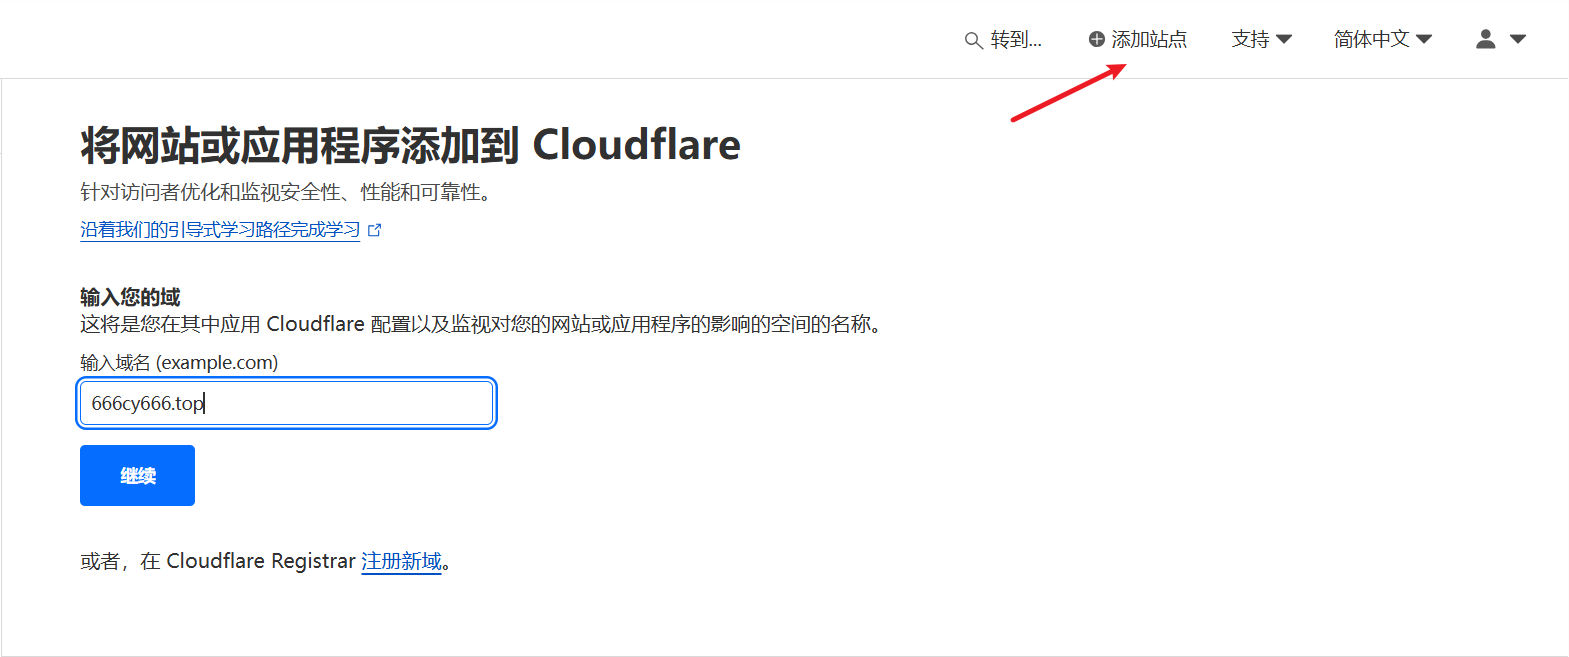 转到... 添加站点 支持 简体中文
将网站或应用程序添加到 Cloudflare
针对访问者优化和监视安全性、性能和可靠性。
沿着我们的引导式学习路径完成学习
输入您的域
这将是您在其中应用 Cloudflare 配置以及监视对您的网站或应用程序的影响的空间的名称。
输入域名 (example.com)
666cy666.top
继续
或者，在 Cloudflare Registrar 注册新域。